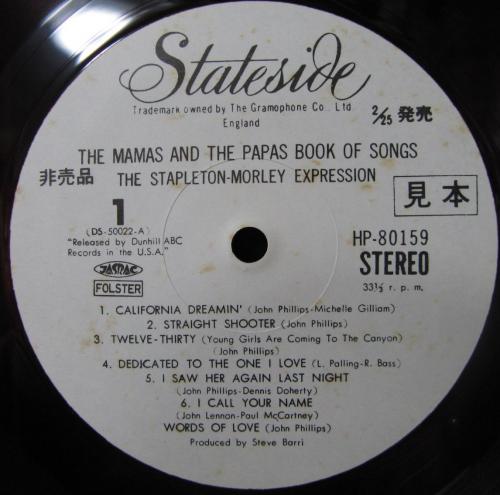 Stateside
Trademark owned by The Gramophone Co., Ltd.
England
2/25 発売
THE MAMAS AND THE PAPAS BOOK OF SONGS
非売品 THE STAPLETON-MORLEY EXPRESSION
見本
1
(DS-50022-A)
"Released by Dunhill ABC
Records in the U.S.A."
JASRAC
FOLSTER
HP-80159
STEREO
33⅓ r. p. m.
1. CALIFORNIA DREAMIN' (John Phillips-Michelle Gilliam)
2. STRAIGHT SHOOTER (John Phillips)
3. TWELVE-THIRTY (Young Girls Are Coming To The Canyon)
(John Phillips)
4. DEDICATED TO THE ONE I LOVE (L. Palling-R. Bass)
5. I SAW HER AGAIN LAST NIGHT
(John Phillips-Dennis Doherty)
6. I CALL YOUR NAME
(John Lennon-Paul McCartney)
WORDS OF LOVE (John Phillips)
Produced by Steve Barri